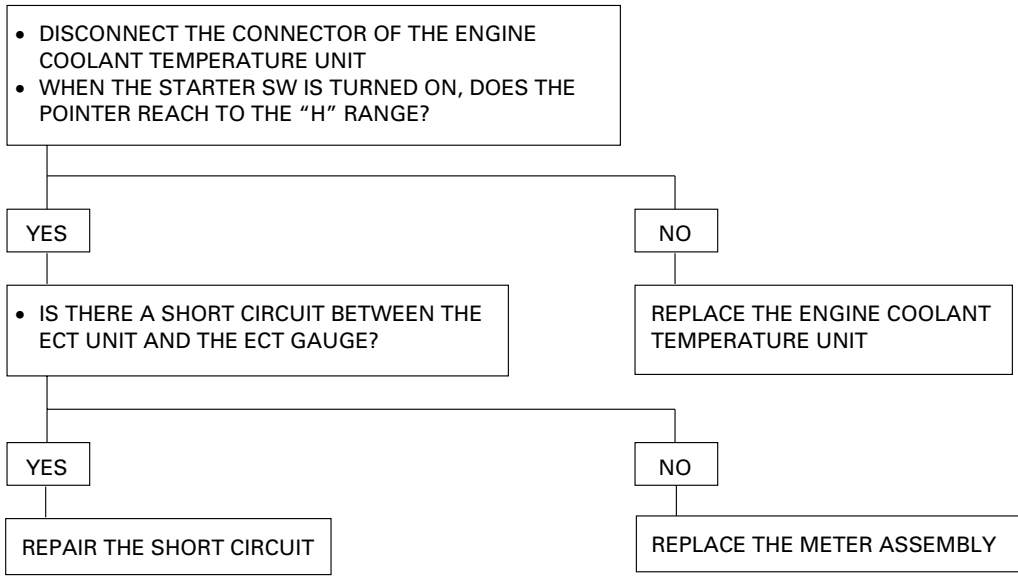 • DISCONNECT THE CONNECTOR OF THE ENGINE
COOLANT TEMPERATURE UNIT
• WHEN THE STARTER SW IS TURNED ON, DOES THE
POINTER REACH TO THE “H” RANGE?
YES
NO
• IS THERE A SHORT CIRCUIT BETWEEN THE
ECT UNIT AND THE ECT GAUGE?
REPLACE THE ENGINE COOLANT
TEMPERATURE UNIT
YES
NO
REPAIR THE SHORT CIRCUIT
REPLACE THE METER ASSEMBLY